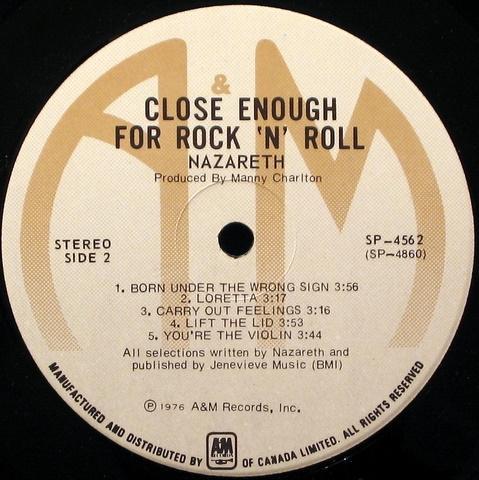 A&M
CLOSE ENOUGH
FOR ROCK 'N' ROLL
NAZARETH
Produced By Manny Charlton
STEREO
SIDE 2
SP-4562
(SP-4860)
1. BORN UNDER THE WRONG SIGN 3:56
2. LORETTA 3:17
3. CARRY OUT FEELINGS 3:16
4. LIFT THE LID 3:53
5. YOU'RE THE VIOLIN 3:44
All selections written by Nazareth and
published by Jenevieve Music (BMI)
℗ 1976 A&M Records, Inc.
MANUFACTURED AND DISTRIBUTED BY A&M RECORDS OF CANADA LIMITED. ALL RIGHTS RESERVED